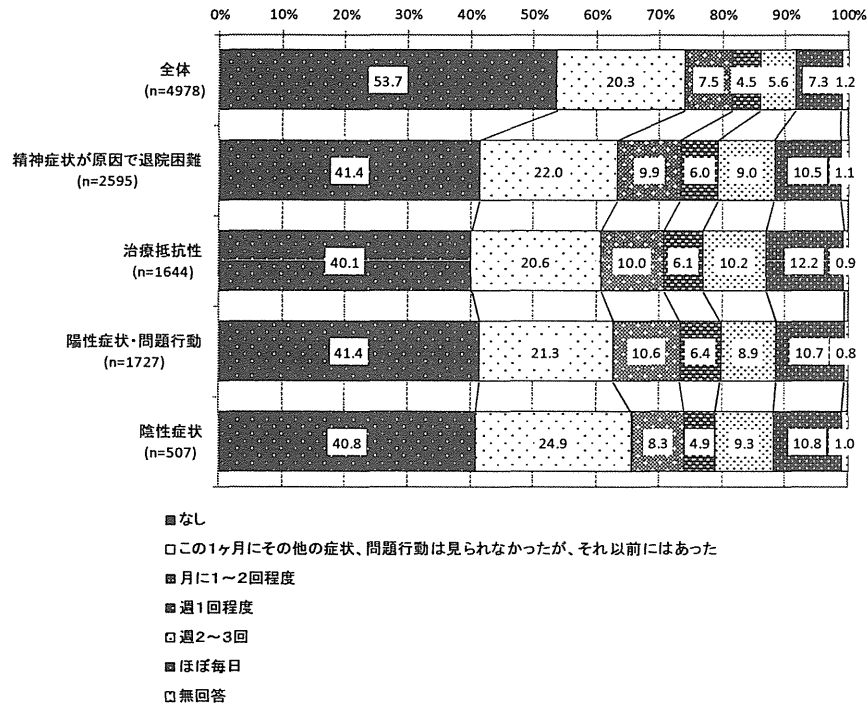 0% 10% 20% 30% 40% 50% 60% 70% 80% 90% 100%
全体
(n=4978)
53.7 20.3 7.5 4.5 5.6 7.3 1.2
精神症状が原因で退院困難
(n=2595)
41.4 22.0 9.9 6.0 9.0 10.5 1.1
治療抵抗性
(n=1644)
40.1 20.6 10.0 6.1 10.2 12.2 0.9
陽性症状・問題行動
(n=1727)
41.4 21.3 10.6 6.4 8.9 10.7 0.8
陰性症状
(n=507)
40.8 24.9 8.3 4.9 9.3 10.8 1.0
なし
この1ヶ月にその他の症状、問題行動は見られなかったが、それ以前にはあった
月に1～2回程度
週1回程度
週2～3回
ほぼ毎日
無回答